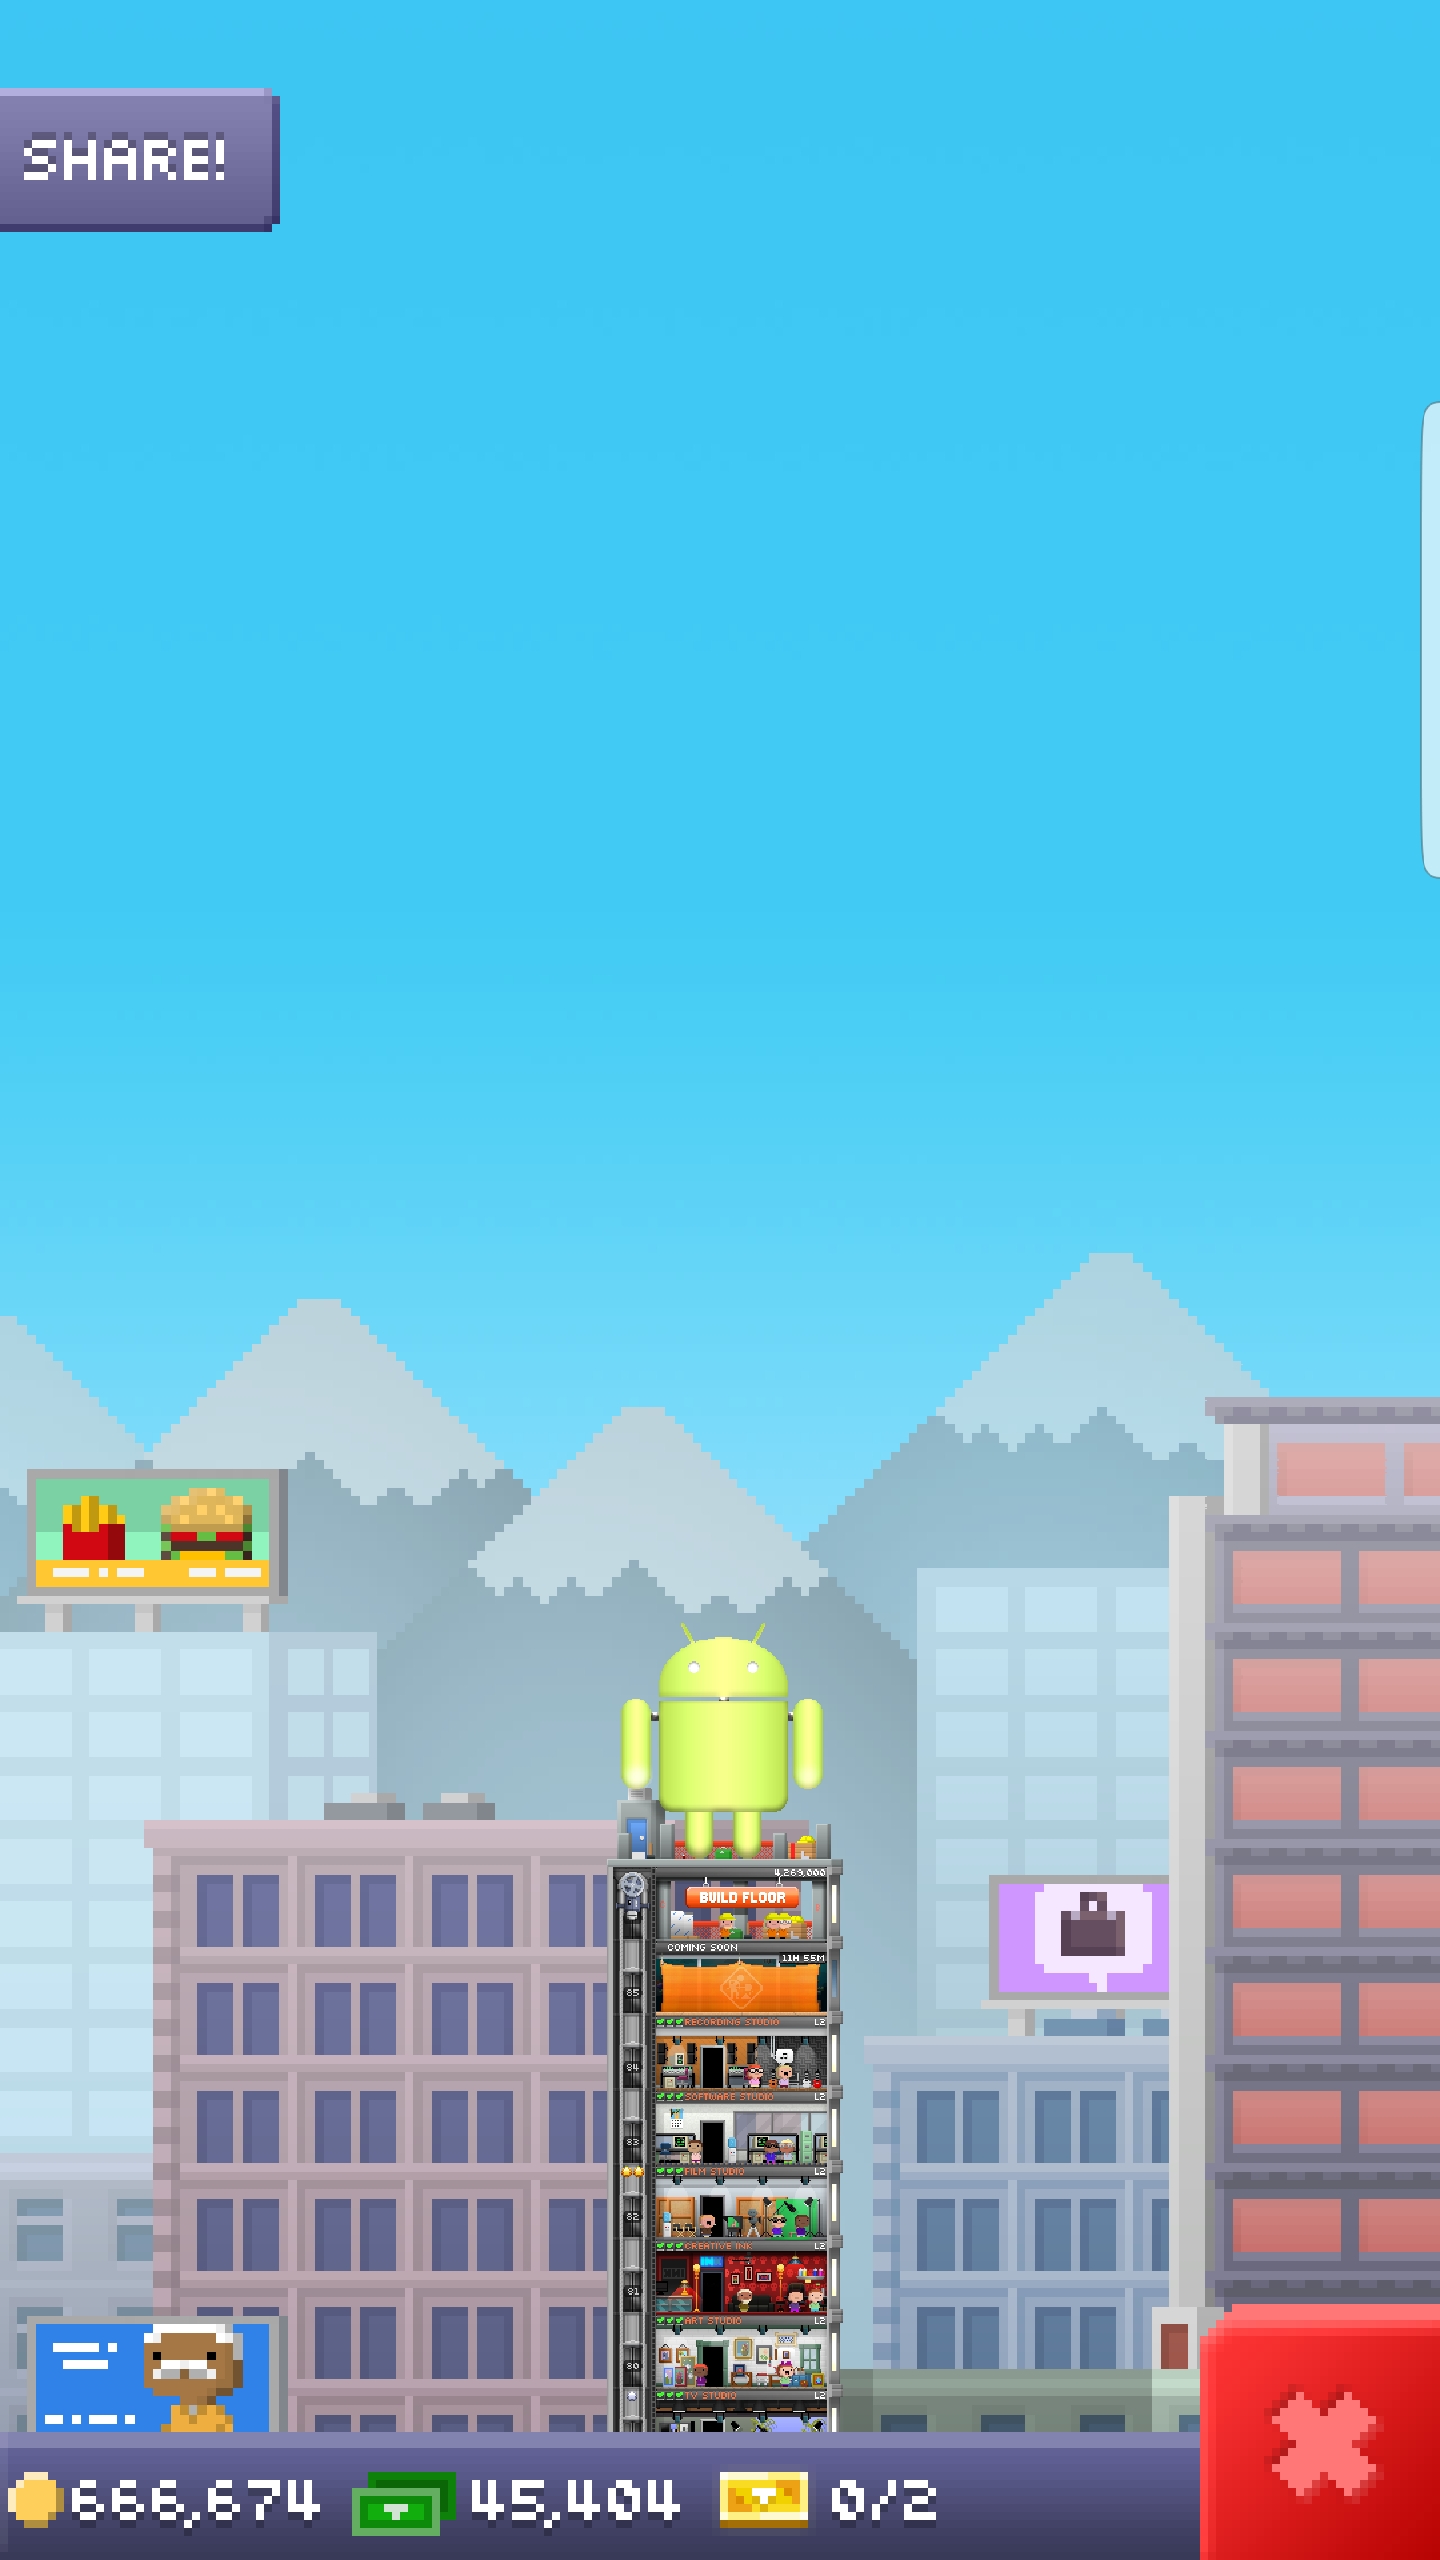 SHARE!
4,269,000
BUILD FLOOR
COMING SOON
11H 55M
85
RECORDING STUDIO L2
84
SOFTWARE STUDIO L2
83
FILM STUDIO L2
82
CREATIVE INK L2
81
ART STUDIO L2
80
TV STUDIO L2
666,674 45,404 0/2